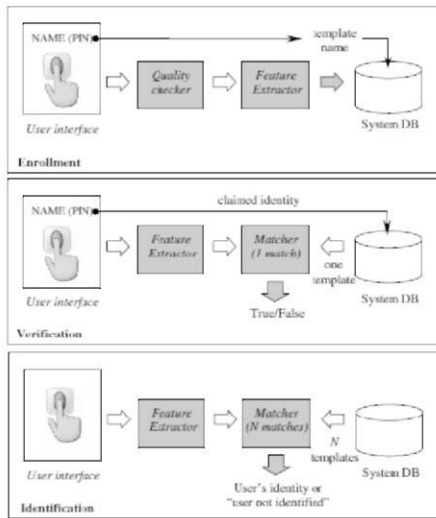 NAME (PIN)
template
name
Quality
checker
Feature
Extractor
User interface
System DB
Enrollment
NAME (PIN)
claimed identity
Feature
Extractor
Matcher
(1 match)
one
template
User interface
True/False
System DB
Verification
Feature
Extractor
Matcher
(N matches)
N
templates
User interface
System DB
User's identity or
"user not identified"
Identification